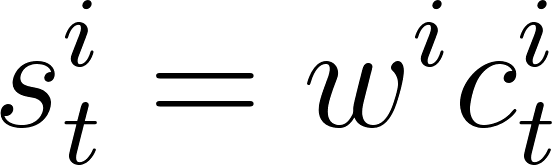 $s_t^i = w^i c_t^i$